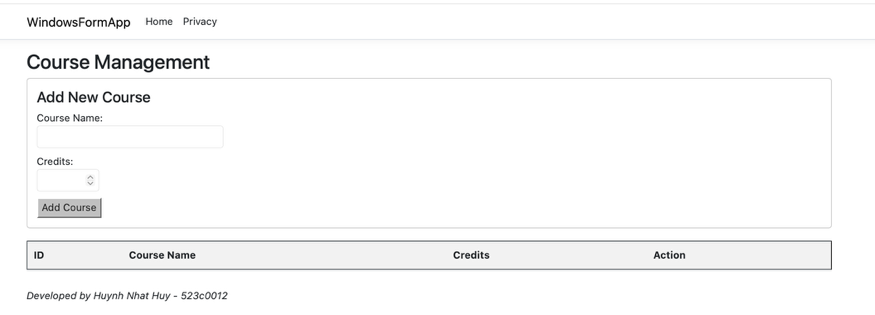 WindowsFormApp Home Privacy
Course Management
Add New Course
Course Name:
Credits:
Add Course
ID Course Name Credits Action
Developed by Huynh Nhat Huy - 523c0012